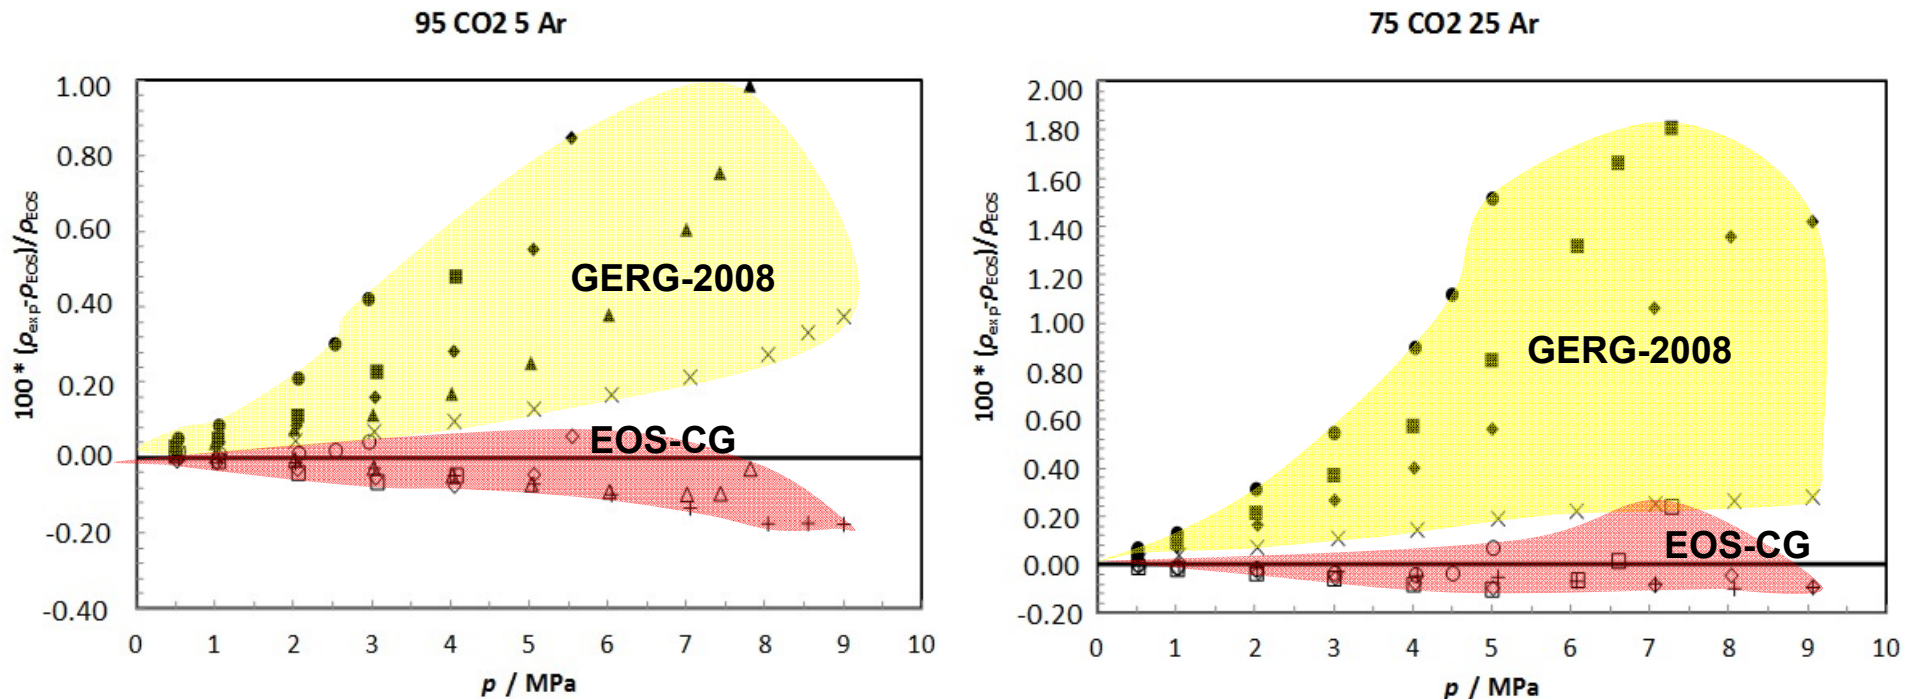 95 CO2 5 Ar
100 * (ρexp-ρEOS)/ρEOS
1.00
0.80
0.60
0.40
0.20
0.00
-0.20
-0.40
GERG-2008
EOS-CG
0 1 2 3 4 5 6 7 8 9 10
p / MPa
75 CO2 25 Ar
100 * (ρexp-ρEOS)/ρEOS
2.00
1.80
1.60
1.40
1.20
1.00
0.80
0.60
0.40
0.20
0.00
-0.20
GERG-2008
EOS-CG
0 1 2 3 4 5 6 7 8 9 10
p / MPa